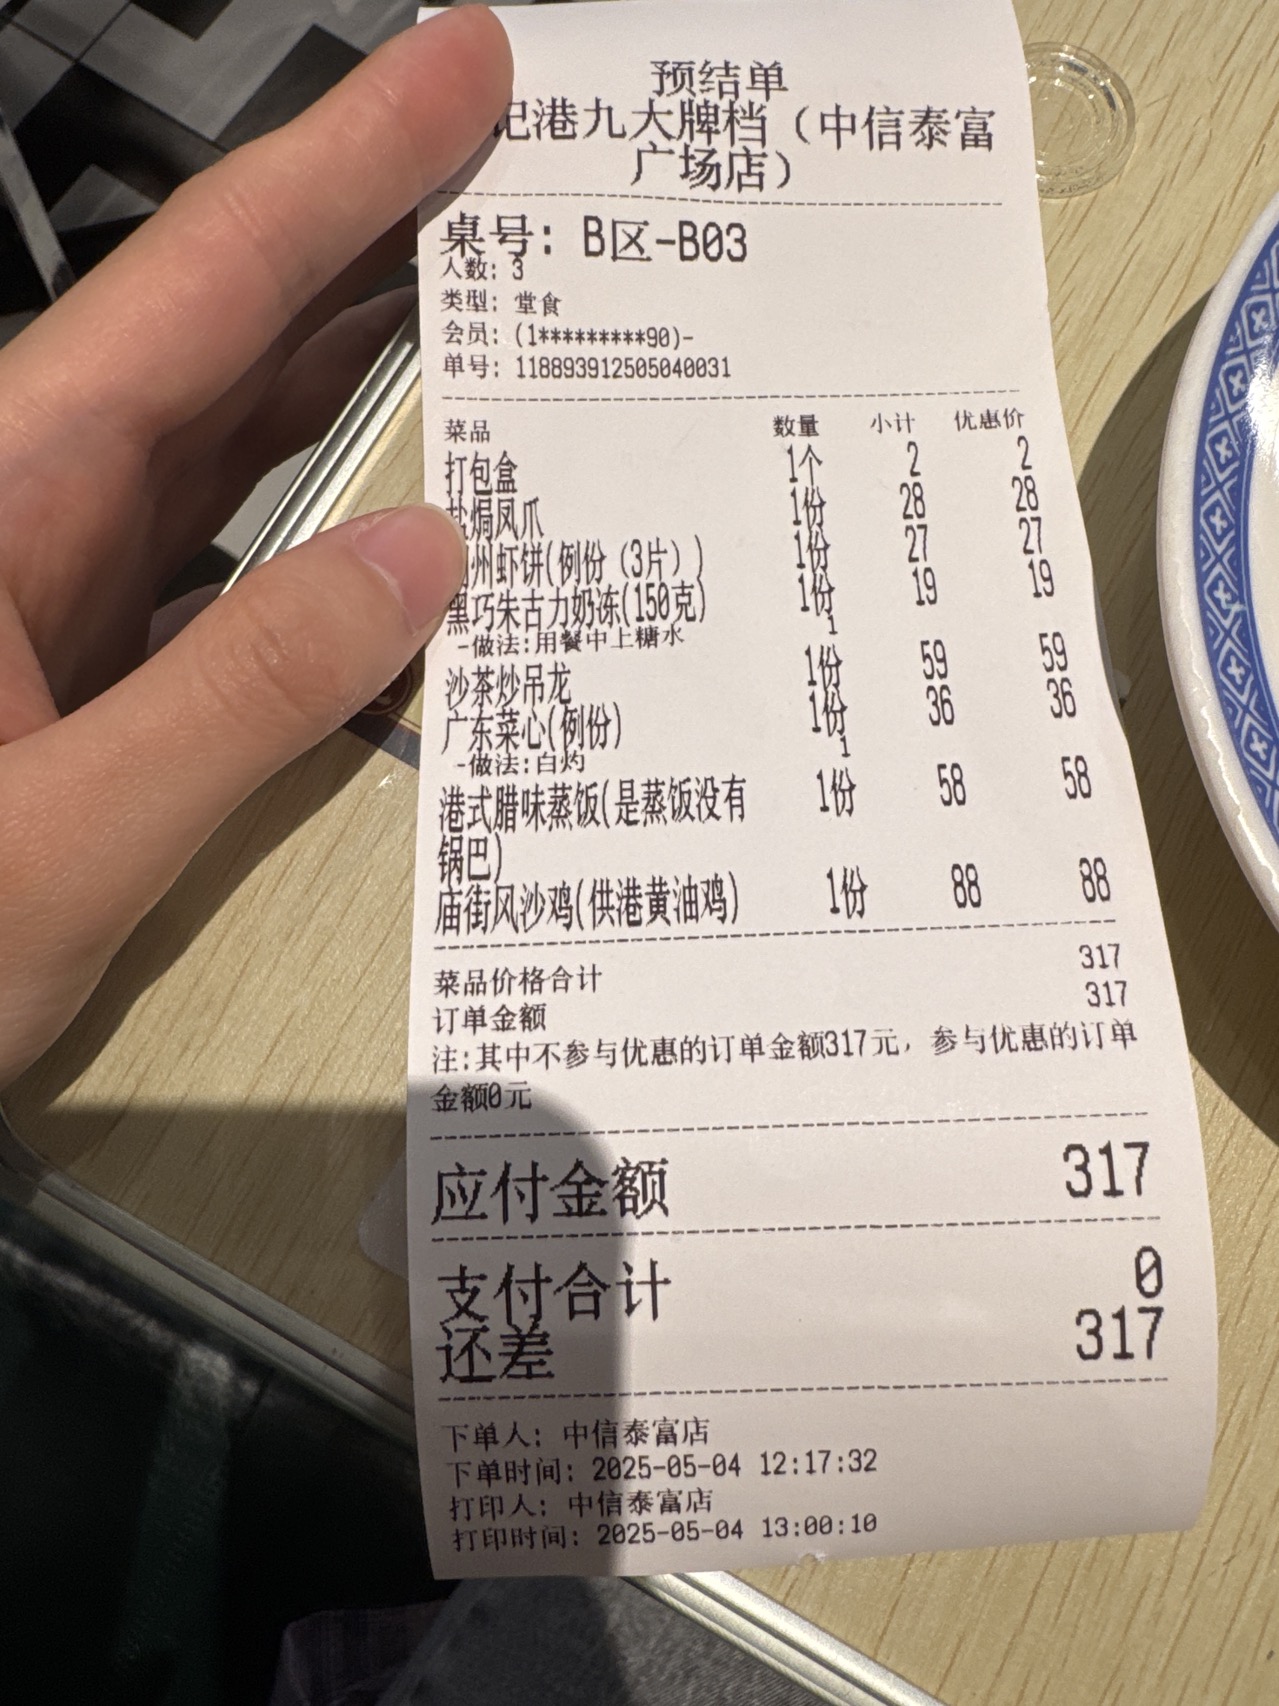 预结单
记港九大牌档（中信泰富
广场店）
桌号: B区-B03
人数: 3
类型: 堂食
会员: (1*********90)-
单号: 118893912505040031
菜品 数量 小计 优惠价
打包盒 1个 2 2
盐焗凤爪 1份 28 28
州虾饼(例份（3片）) 1份 27 27
黑巧朱古力奶冻(150克) 1份 19 19
-做法:用餐中上糖水 1
沙茶炒吊龙 1份 59 59
广东菜心(例份) 1份 36 36
-做法:白灼 1
港式腊味蒸饭(是蒸饭没有 1份 58 58
锅巴)
庙街风沙鸡(供港黄油鸡) 1份 88 88
菜品价格合计 317
订单金额 317
注:其中不参与优惠的订单金额317元，参与优惠的订单
金额0元
应付金额 317
支付合计 0
还差 317
下单人: 中信泰富店
下单时间: 2025-05-04 12:17:32
打印人: 中信泰富店
打印时间: 2025-05-04 13:00:10